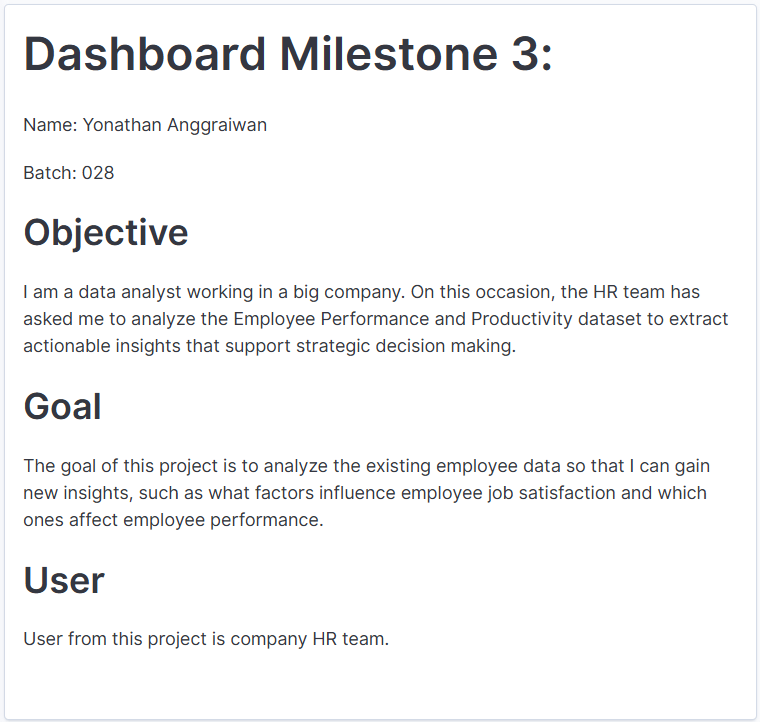 Dashboard Milestone 3:
Name: Yonathan Anggraiwan
Batch: 028
Objective
I am a data analyst working in a big company. On this occasion, the HR team has
asked me to analyze the Employee Performance and Productivity dataset to extract
actionable insights that support strategic decision making.
Goal
The goal of this project is to analyze the existing employee data so that I can gain
new insights, such as what factors influence employee job satisfaction and which
ones affect employee performance.
User
User from this project is company HR team.